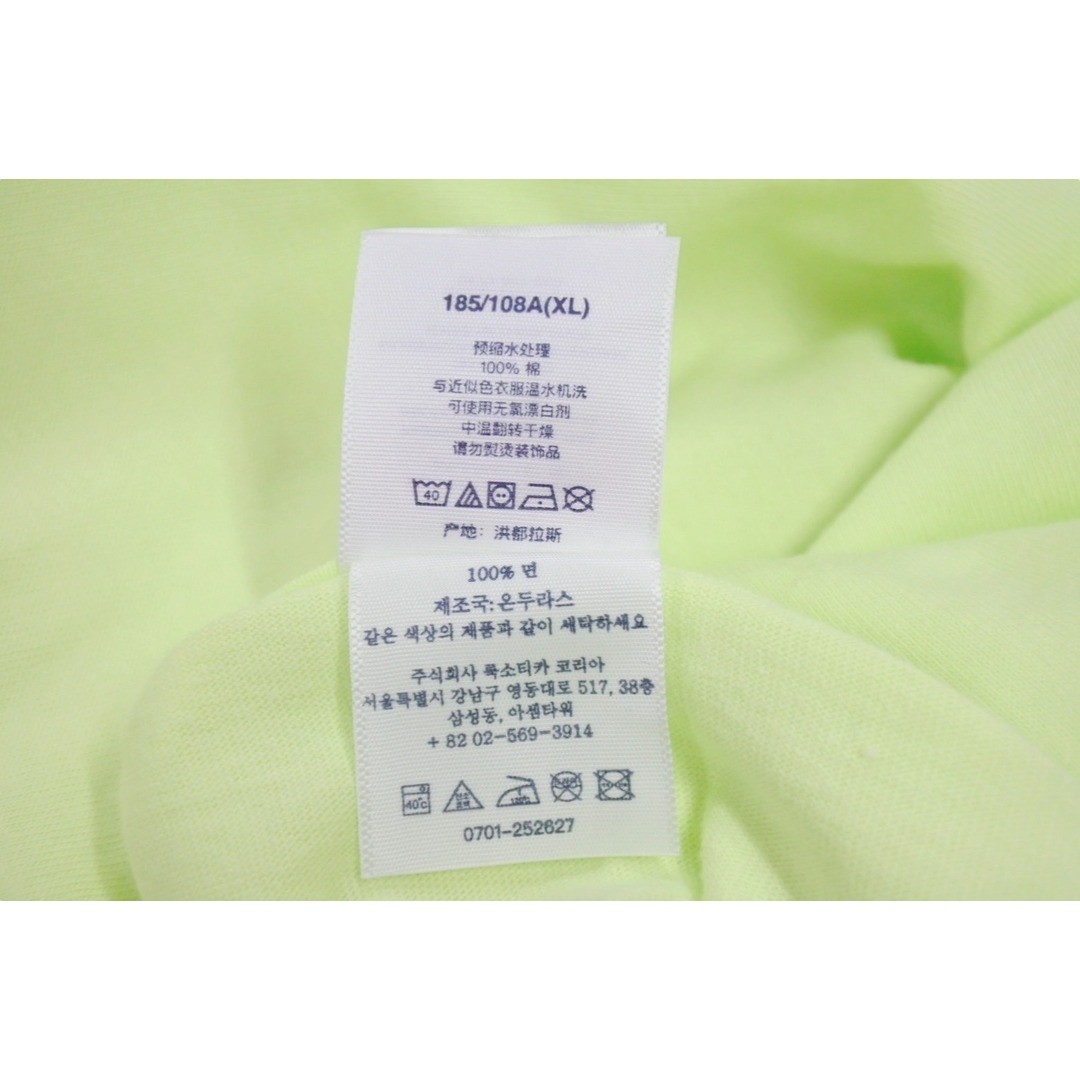 185/108A(XL)
预缩水处理
100% 棉
与近似色衣服温水机洗
可使用无氯漂白剂
中温翻转干燥
请勿熨烫装饰品
40
产地: 洪都拉斯
100% 면
제조국: 온두라스
같은 색상의 제품과 같이 세탁하세요
주식회사 룩소티카 코리아
서울특별시 강남구 영동대로 517, 38층
삼성동, 아셈타워
+ 82 02-569-3914
40°C
0701-252627